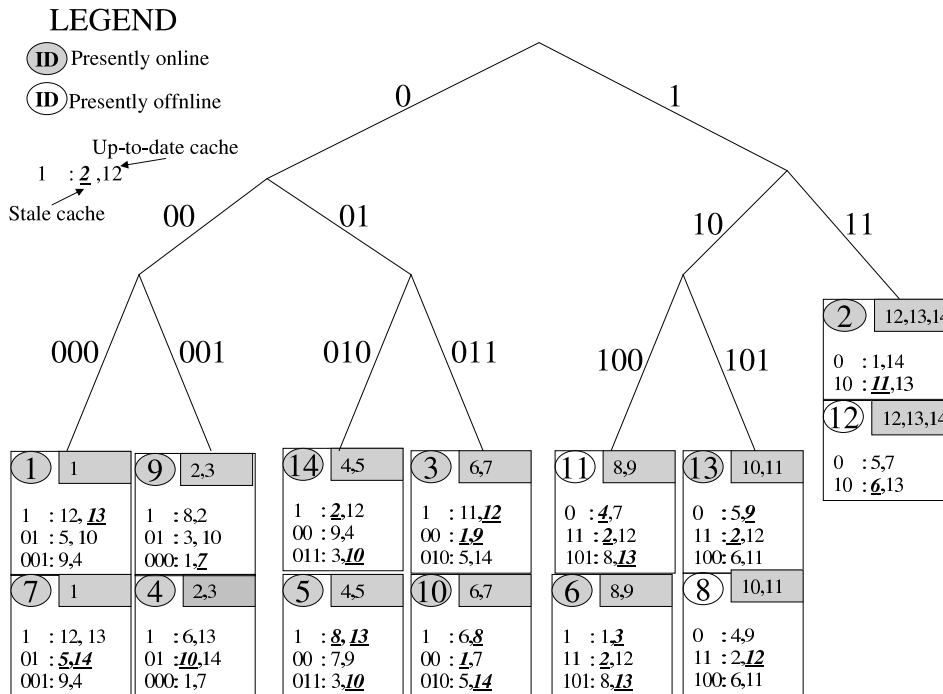 LEGEND
ID Presently online
ID Presently offnline
Up-to-date cache
1 : 2 ,12
Stale cache
0
1
00
01
10
11
000
001
010
011
100
101
2 12,13,14
0 : 1,14
10 : 11,13
12 12,13,14
0 : 5,7
10 : 6,13
1 1
1 : 12, 13
01 : 5, 10
001: 9,4
9 2,3
1 : 8,2
01 : 3, 10
000: 1,7
14 4,5
1 : 2,12
00 : 9,4
011: 3,10
3 6,7
1 : 11,12
00 : 1,9
010: 5,14
11 8,9
0 : 4,7
11 : 2,12
101: 8,13
13 10,11
0 : 5,9
11 : 2,12
100: 6,11
7 1
1 : 12, 13
01 : 5,14
001: 9,4
4 2,3
1 : 6,13
01 : 10,14
000: 1,7
5 4,5
1 : 8, 13
00 : 7,9
011: 3,10
10 6,7
1 : 6,8
00 : 1,7
010: 5,14
6 8,9
1 : 1,3
11 : 2,12
101: 8,13
8 10,11
0 : 4,9
11 : 2,12
100: 6,11